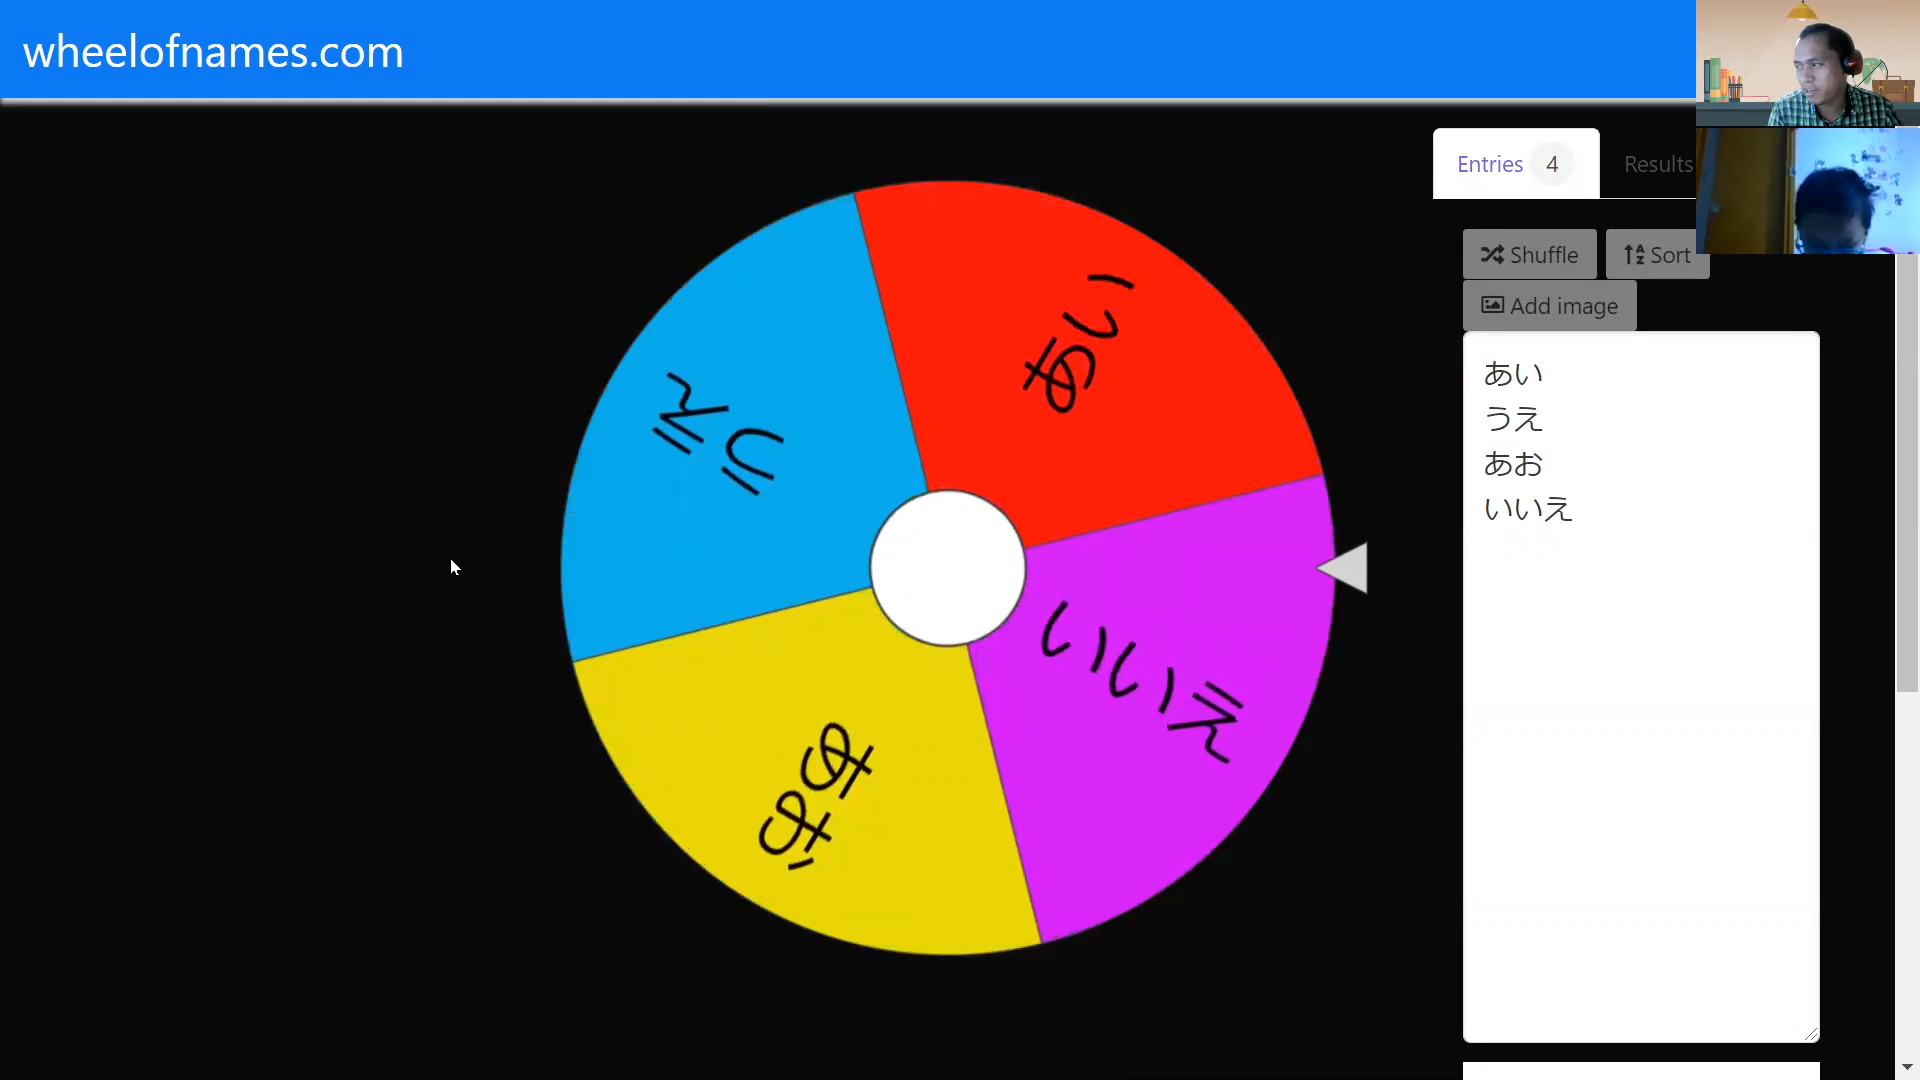 wheelofnames.com
Entries 4
Results
Shuffle
Sort
Add image
あい
うえ
あお
いいえ
あい
うえ
あお
いいえ